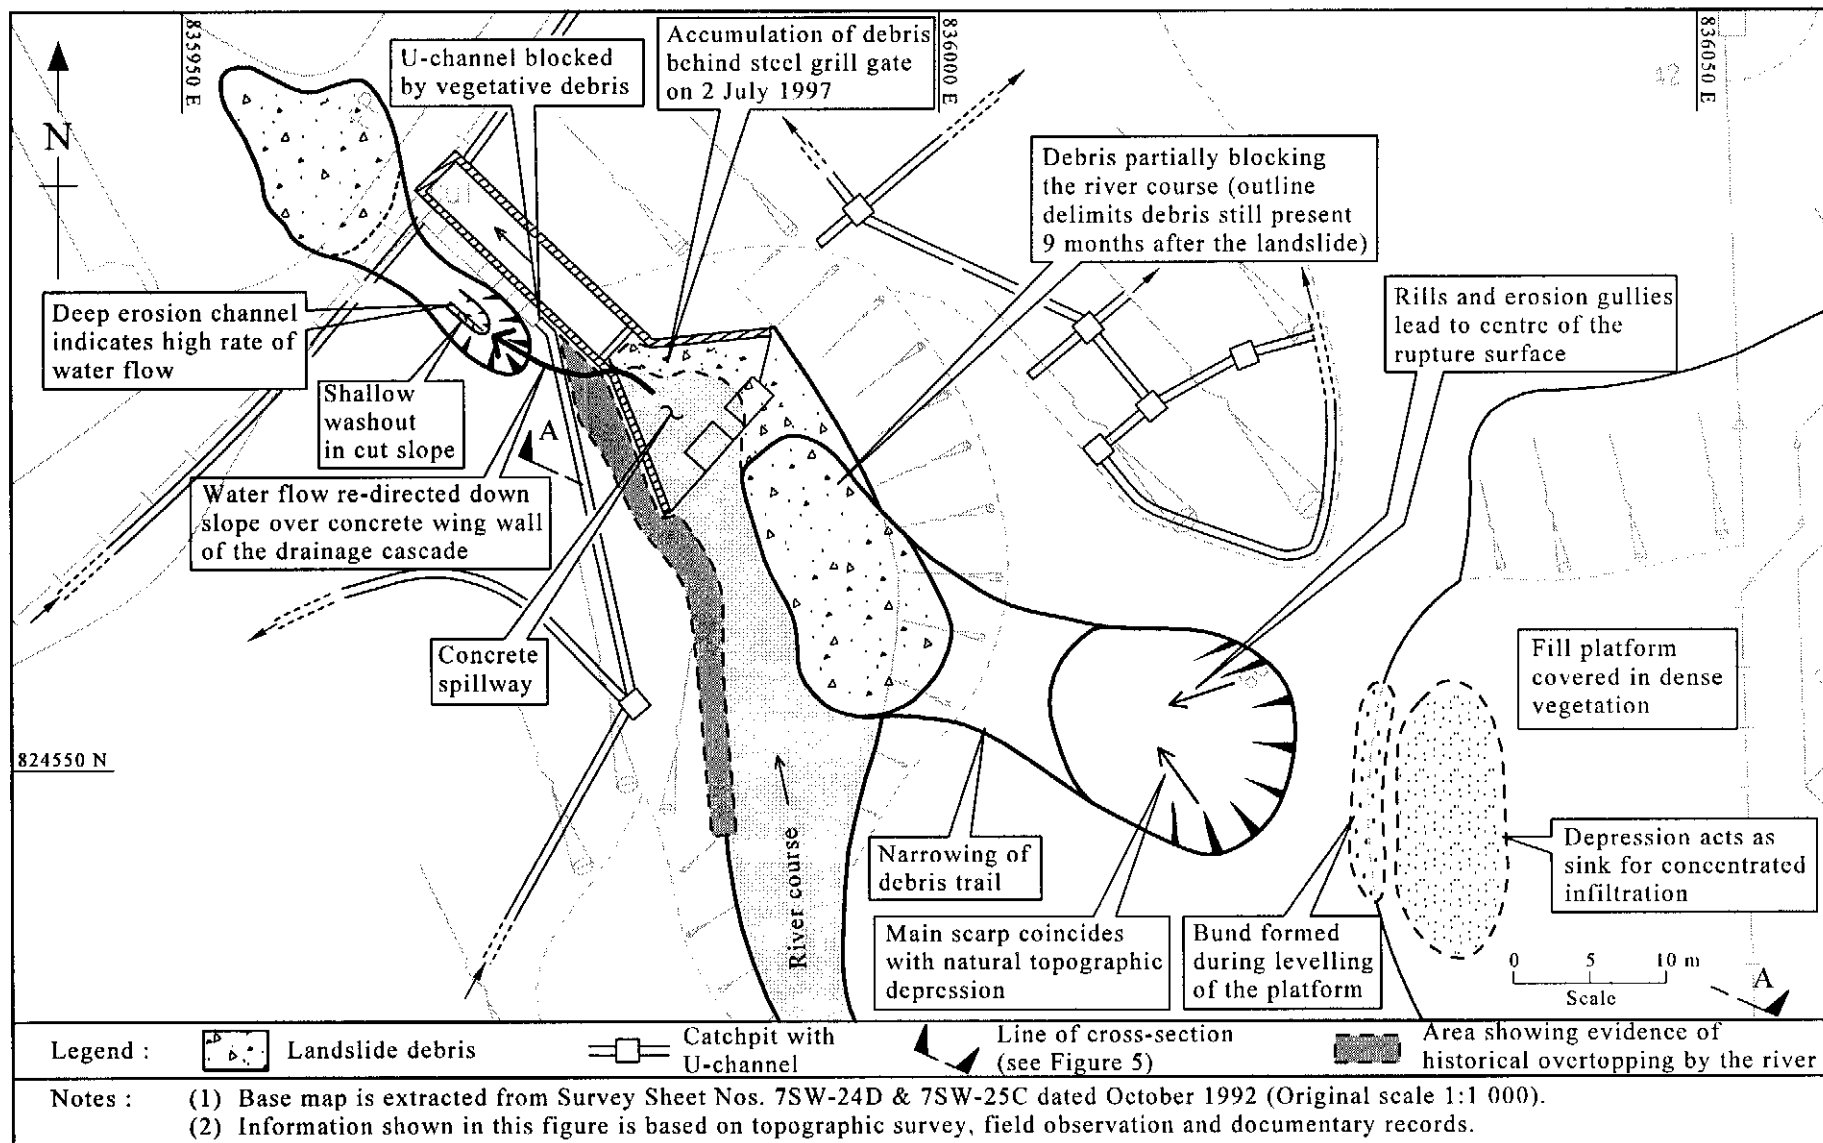 835950 E
836000 E
836050 E
N
U-channel blocked
by vegetative debris
Accumulation of debris
behind steel grill gate
on 2 July 1997
Debris partially blocking
the river course (outline
delimits debris still present
9 months after the landslide)
Rills and erosion gullies
lead to centre of the
rupture surface
Deep erosion channel
indicates high rate of
water flow
Shallow
washout
in cut slope
A
Water flow re-directed down
slope over concrete wing wall
of the drainage cascade
Concrete
spillway
Fill platform
covered in dense
vegetation
824550 N
River course
Narrowing of
debris trail
Depression acts as
sink for concentrated
infiltration
Main scarp coincides
with natural topographic
depression
Bund formed
during levelling
of the platform
0 5 10 m
Scale
A
Legend :
Landslide debris
Catchpit with
U-channel
Line of cross-section
(see Figure 5)
Area showing evidence of
historical overtopping by the river
Notes :
(1) Base map is extracted from Survey Sheet Nos. 7SW-24D & 7SW-25C dated October 1992 (Original scale 1:1 000).
(2) Information shown in this figure is based on topographic survey, field observation and documentary records.